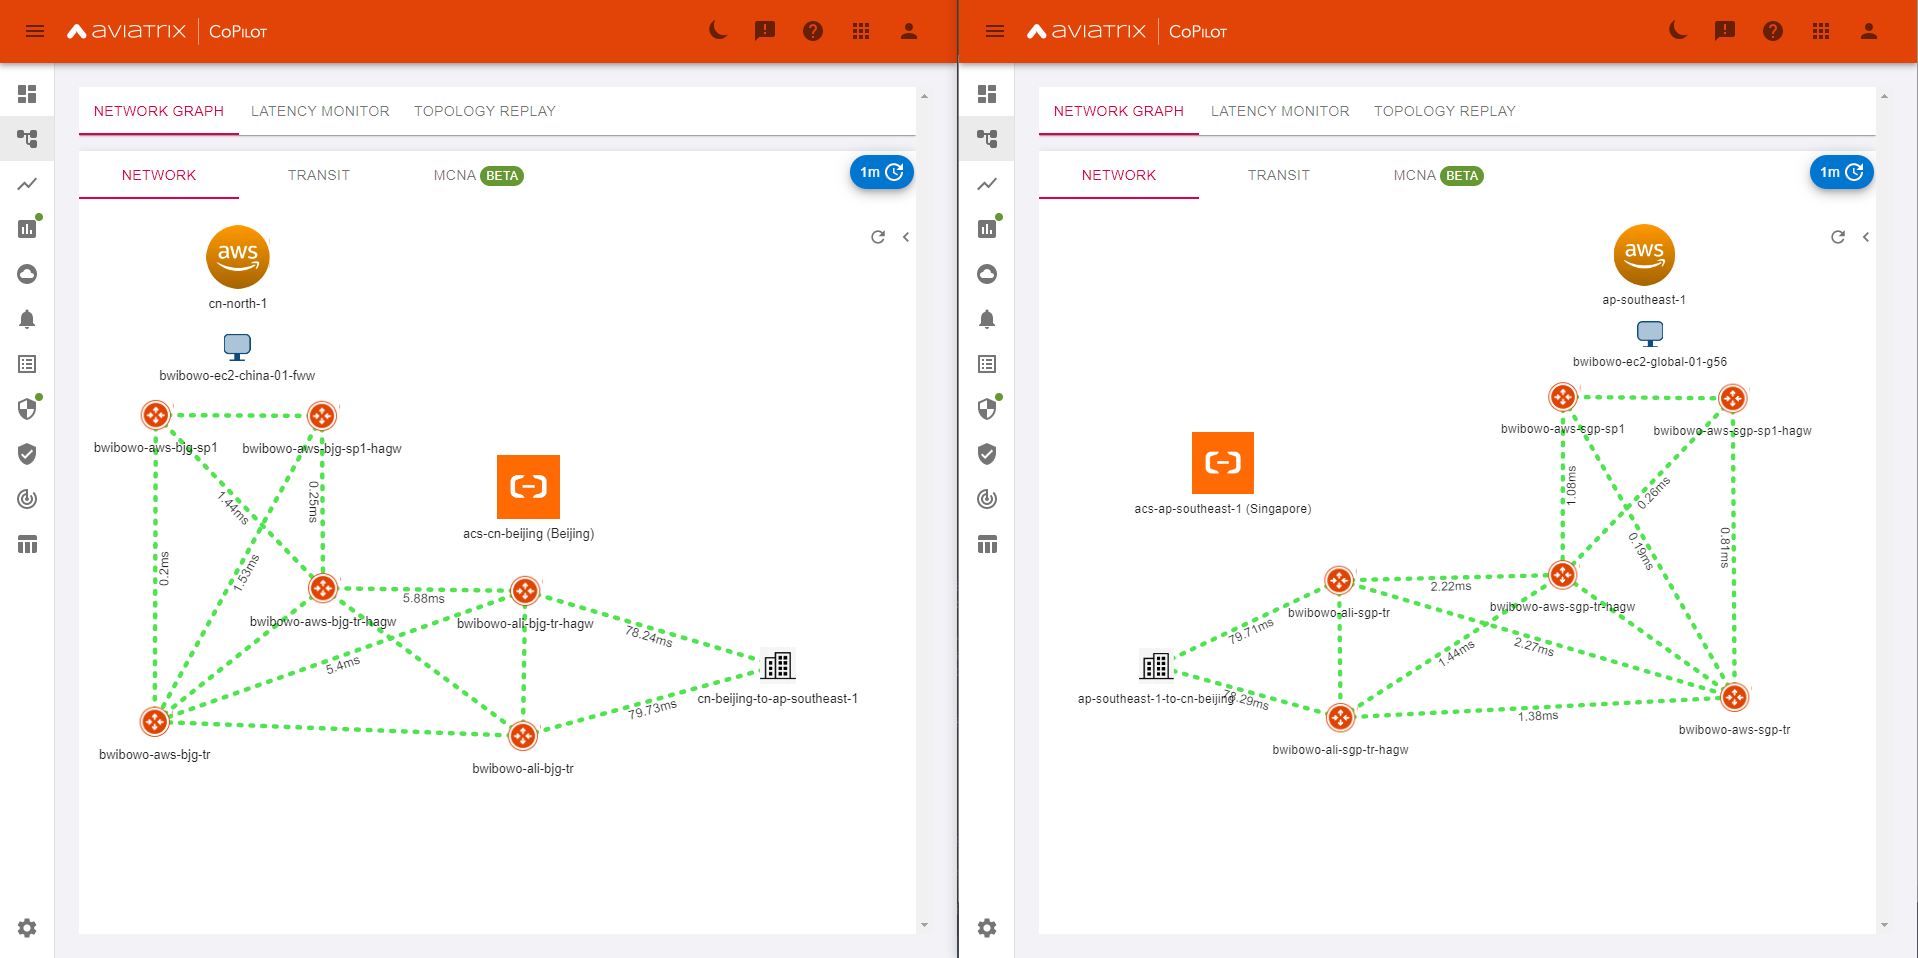 aviatrix CoPilot
NETWORK GRAPH LATENCY MONITOR TOPOLOGY REPLAY
NETWORK TRANSIT MCNA BETA 1m
aws
cn-north-1
bwibowo-ec2-china-01-fww
bwibowo-aws-bjg-sp1 bwibowo-aws-bjg-sp1-hagw
1.44ms 0.25ms
acs-cn-beijing (Beijing)
0.2ms 1.53ms
5.88ms
bwibowo-aws-bjg-tr-hagw bwibowo-ali-bjg-tr-hagw
78.24ms
5.4ms
cn-beijing-to-ap-southeast-1
79.73ms
bwibowo-aws-bjg-tr
bwibowo-ali-bjg-tr
aviatrix CoPilot
NETWORK GRAPH LATENCY MONITOR TOPOLOGY REPLAY
NETWORK TRANSIT MCNA BETA 1m
aws
ap-southeast-1
bwibowo-ec2-global-01-g56
bwibowo-aws-sgp-sp1 bwibowo-aws-sgp-sp1-hagw
1.08ms 0.26ms
acs-ap-southeast-1 (Singapore)
0.19ms 0.81ms
2.22ms
bwibowo-ali-sgp-tr bwibowo-aws-sgp-tr-hagw
79.71ms
1.44ms 2.27ms
ap-southeast-1-to-cn-beijing
78.29ms
1.38ms
bwibowo-aws-sgp-tr
bwibowo-ali-sgp-tr-hagw